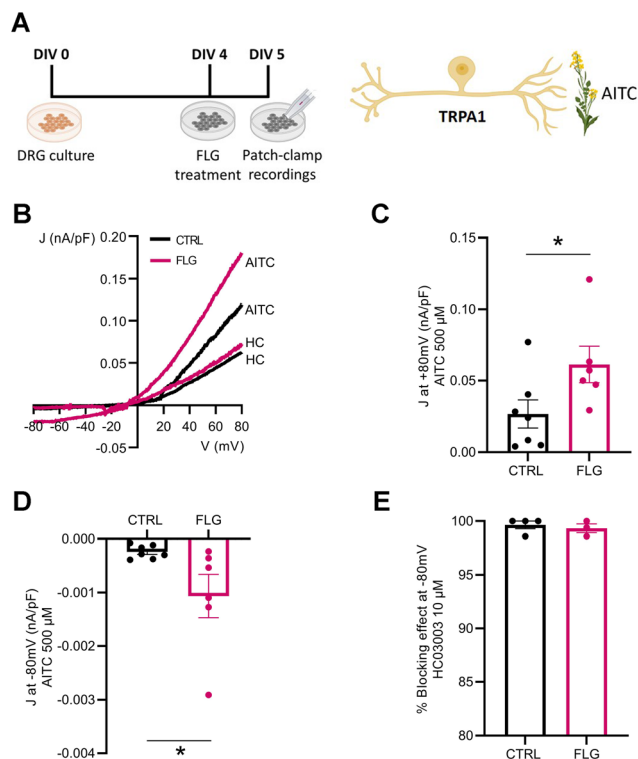 A
DIV 0
DIV 4
DIV 5
DRG culture
FLG
treatment
Patch-clamp
recordings
TRPA1
AITC
B
J (nA/pF)
0.20
0.15
0.10
0.05
-0.05
-80 -60 -40 -20 0 20 40 60 80
V (mV)
CTRL
FLG
AITC
AITC
HC
HC
C
J at +80mV (nA/pF)
AITC 500 µM
0.15
0.10
0.05
0.00
*
CTRL
FLG
D
CTRL
FLG
J at -80mV (nA/pF)
AITC 500 µM
0.000
-0.001
-0.002
-0.003
-0.004
*
E
% Blocking effect at -80mV
HC03003 10 µM
100
95
90
85
80
CTRL
FLG